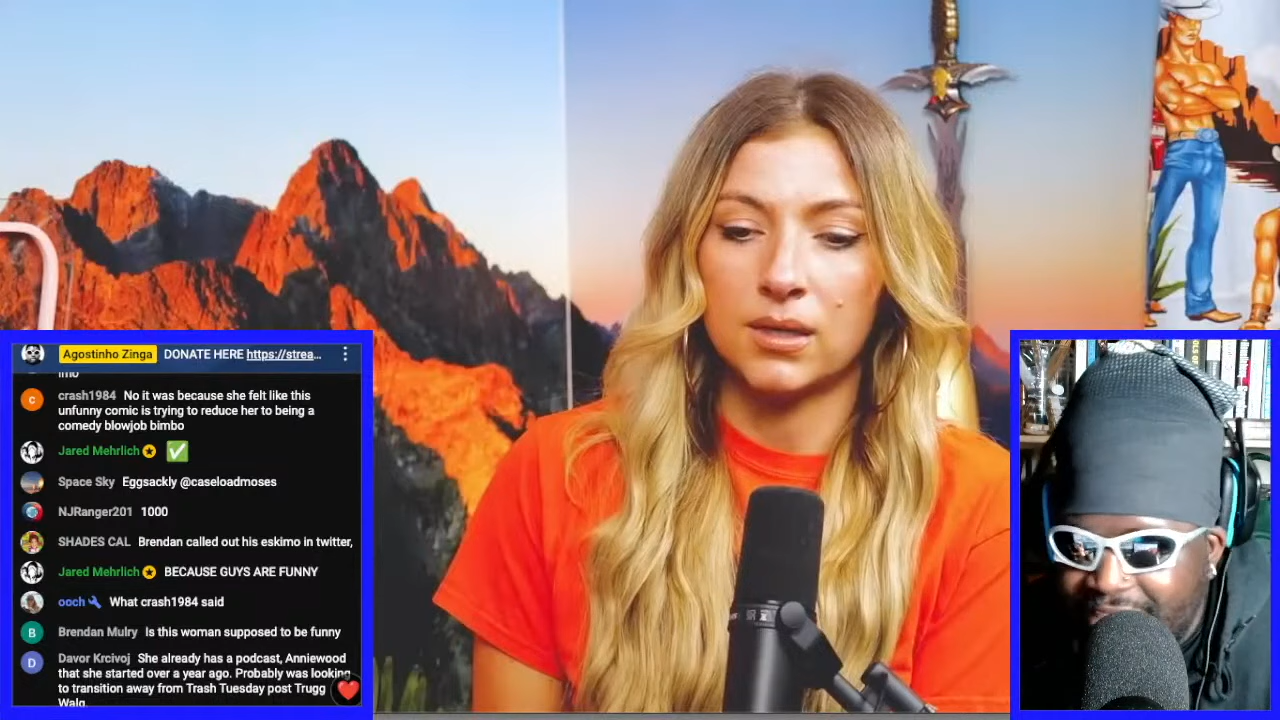 Agostinho Zinga DONATE HERE https://strea...
imo
crash1984 No it was because she felt like this
unfunny comic is trying to reduce her to being a
comedy blowjob bimbo
Jared Mehrlich
Space Sky Eggsackly @caseloadmoses
NJRanger201 1000
SHADES CAL Brendan called out his eskimo in twitter,
Jared Mehrlich BECAUSE GUYS ARE FUNNY
ooch What crash1984 said
B Brendan Mulry Is this woman supposed to be funny
D Davor Krcivoj She already has a podcast, Anniewood
that she started over a year ago. Probably was looking
to transition away from Trash Tuesday post Trugg
Walg.